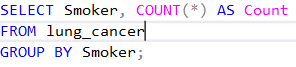 SELECT Smoker, COUNT(*) AS Count
FROM lung_cancer
GROUP BY Smoker;